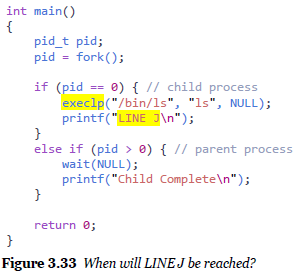 int main()
{
pid_t pid;
pid = fork();
if (pid == 0) { // child process
execlp("/bin/ls", "ls", NULL);
printf("LINE J\n");
}
else if (pid > 0) { // parent process
wait(NULL);
printf("Child Complete\n");
}
return 0;
}
Figure 3.33 When will LINE J be reached?